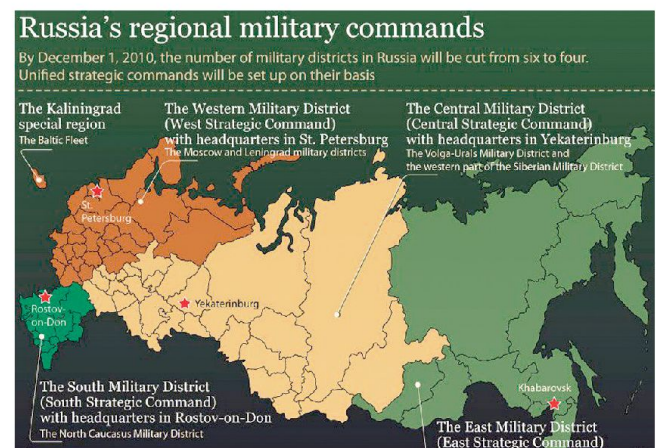 Russia's regional military commands
By December 1, 2010, the number of military districts in Russia will be cut from six to four.
Unified strategic commands will be set up on their basis
The Kaliningrad
special region
The Baltic Fleet
The Western Military District
(West Strategic Command)
with headquarters in St. Petersburg
The Moscow and Leningrad military districts
The Central Military District
(Central Strategic Command)
with headquarters in Yekaterinburg
The Volga-Urals Military District and
the western part of the Siberian Military District
St.
Petersburg
Yekaterinburg
Rostov-
on-Don
Khabarovsk
The South Military District
(South Strategic Command)
with headquarters in Rostov-on-Don
The North Caucasus Military District
The East Military District
(East Strategic Command)